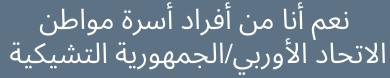 نعم أنا من أفراد أسرة مواطن
الاتحاد الأوربي/الجمهورية التشيكية